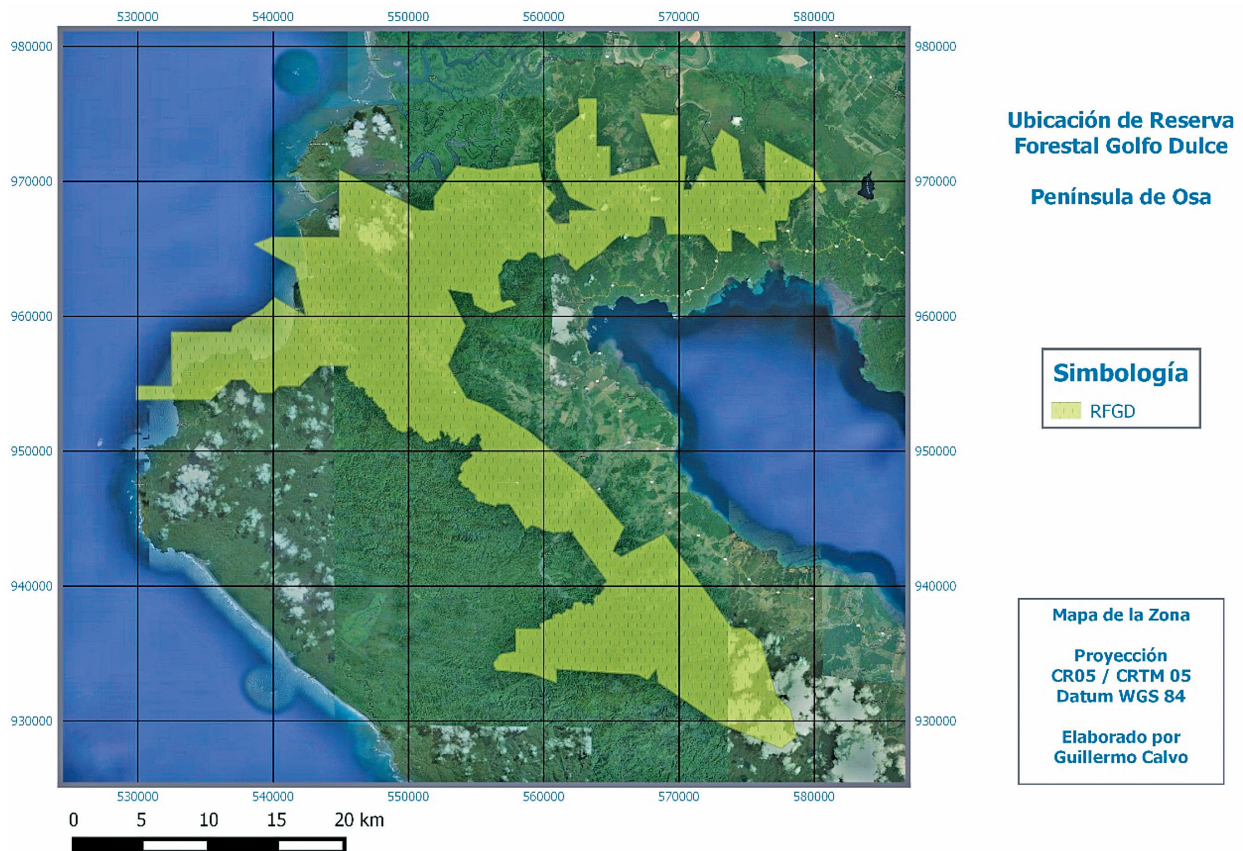 530000 540000 550000 560000 570000 580000
980000 980000
970000 970000
960000 960000
950000 950000
940000 940000
930000 930000
530000 540000 550000 560000 570000 580000
0 5 10 15 20 km
Ubicación de Reserva
Forestal Golfo Dulce
Península de Osa
Simbología
RFGD
Mapa de la Zona
Proyección
CR05 / CRTM 05
Datum WGS 84
Elaborado por
Guillermo Calvo